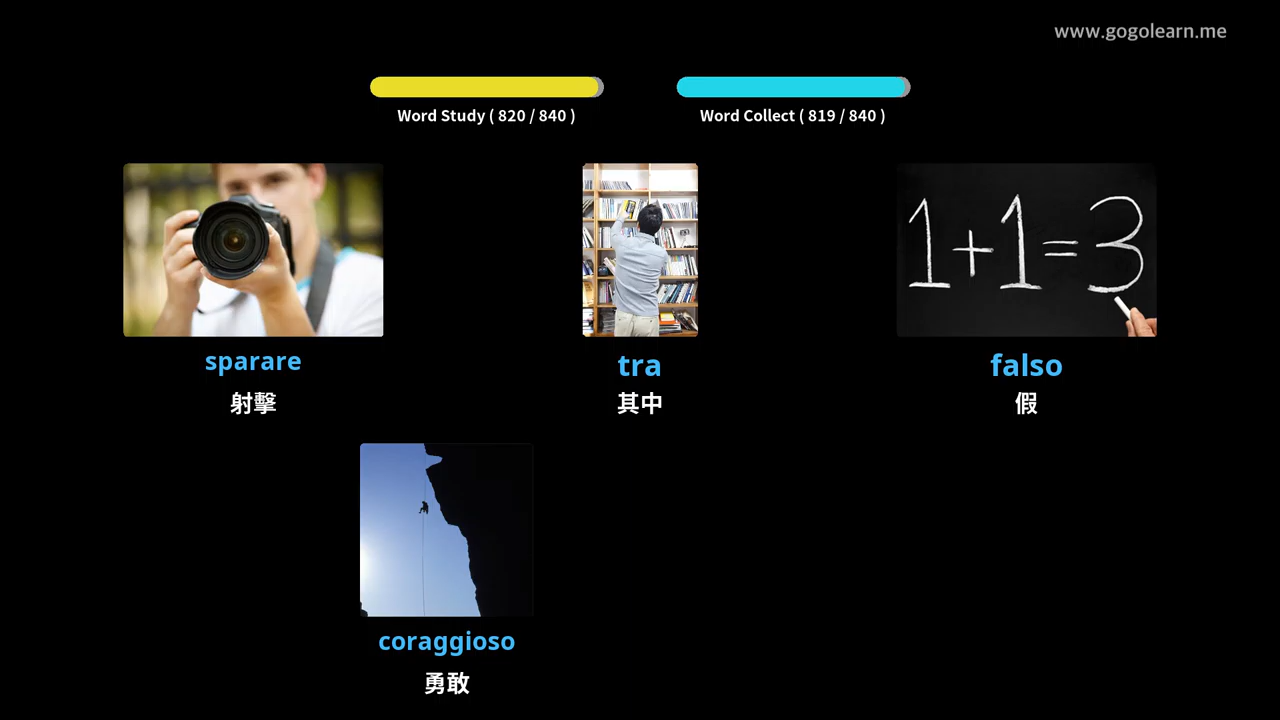 www.gogolearn.me
Word Study ( 820 / 840 )
Word Collect ( 819 / 840 )
1+1=3
sparare
射擊
tra
其中
falso
假
coraggioso
勇敢